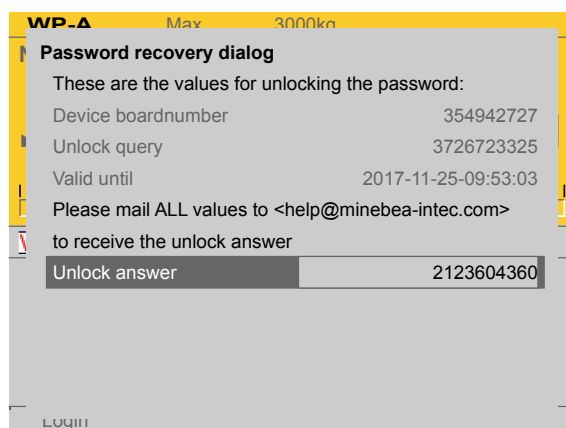 WP-A Max 3000kg
Password recovery dialog
These are the values for unlocking the password:
Device boardnumber 354942727
Unlock query 3726723325
Valid until 2017-11-25-09:53:03
Please mail ALL values to <help@minebea-intec.com>
to receive the unlock answer
Unlock answer 2123604360
Login